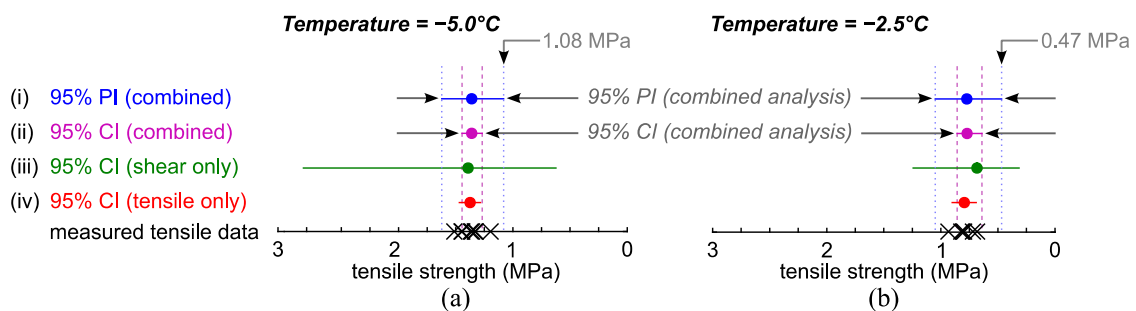 Temperature = −5.0°C
Temperature = −2.5°C
1.08 MPa
0.47 MPa
(i) 95% PI (combined)
95% PI (combined analysis)
(ii) 95% CI (combined)
95% CI (combined analysis)
(iii) 95% CI (shear only)
(iv) 95% CI (tensile only)
measured tensile data
3 2 1 0
3 2 1 0
tensile strength (MPa)
tensile strength (MPa)
(a)
(b)